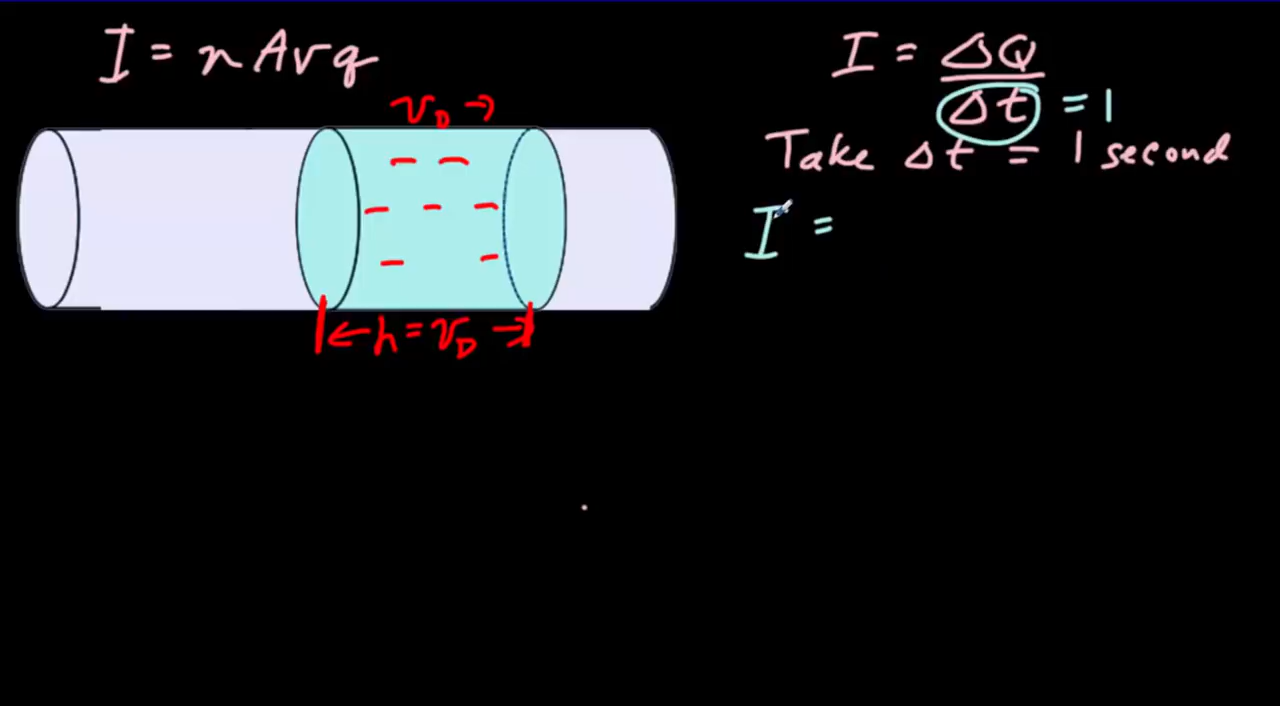 I = nAvq
I = ΔQ
Δt = 1
Take Δt = 1 second
v_D →
I =
←h = v_D→